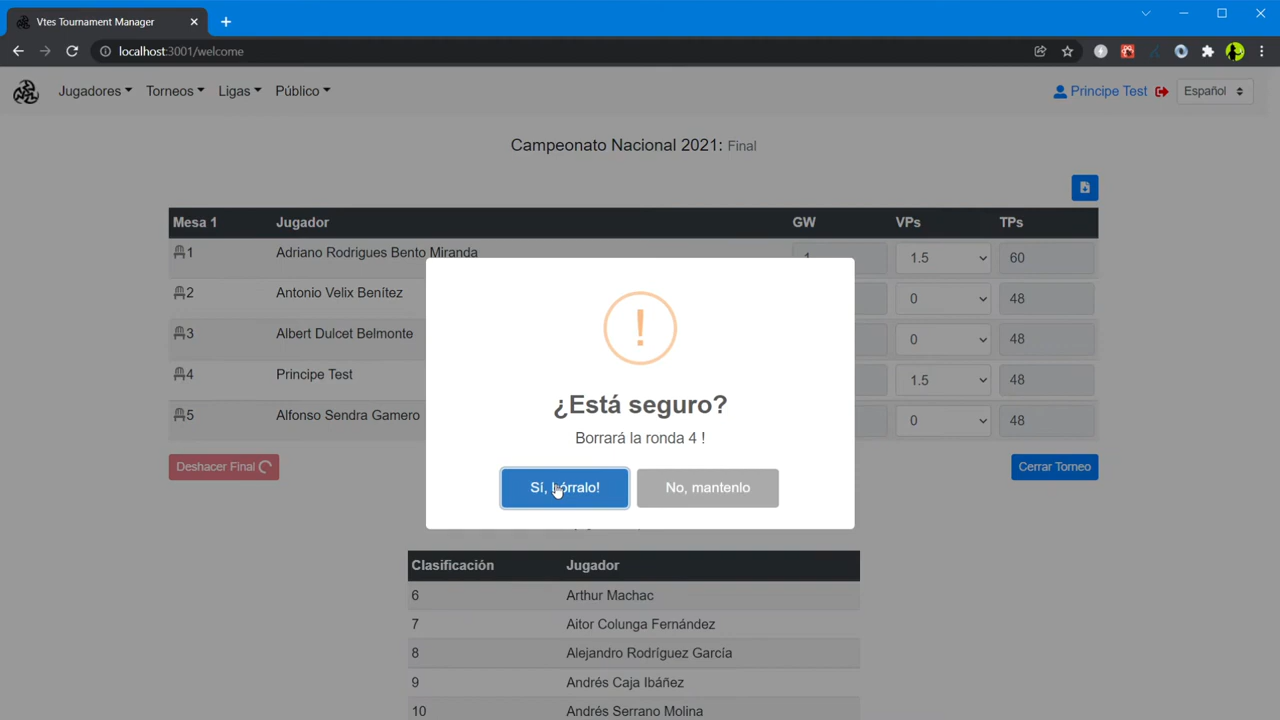 Vtes Tournament Manager
localhost:3001/welcome
Jugadores Torneos Ligas Público Principe Test Español
Campeonato Nacional 2021: Final
Mesa 1 Jugador GW VPs TPs
1 Adriano Rodrigues Bento Miranda 1 1.5 60
2 Antonio Velix Benítez 0 48
3 Albert Dulcet Belmonte 0 48
4 Principe Test 1.5 48
5 Alfonso Sendra Gamero 0 48
Deshacer Final Cerrar Torneo
!
¿Está seguro?
Borrará la ronda 4 !
Sí, bórralo! No, mantenlo
Clasificación Jugador
6 Arthur Machac
7 Aitor Colunga Fernández
8 Alejandro Rodríguez García
9 Andrés Caja Ibáñez
10 Andrés Serrano Molina